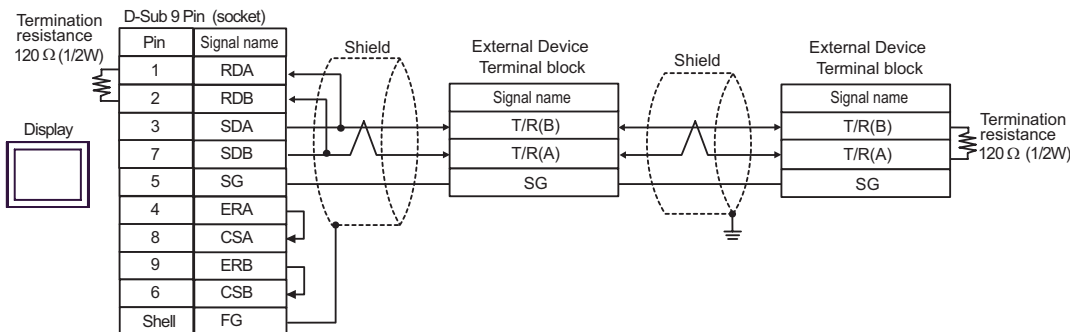 D-Sub 9 Pin (socket)
Termination
resistance
120 Ω (1/2W)
Display
Pin Signal name
1 RDA
2 RDB
3 SDA
7 SDB
5 SG
4 ERA
8 CSA
9 ERB
6 CSB
Shell FG
Shield
External Device
Terminal block
Signal name
T/R(B)
T/R(A)
SG
Shield
External Device
Terminal block
Signal name
T/R(B)
T/R(A)
SG
Termination
resistance
120 Ω (1/2W)